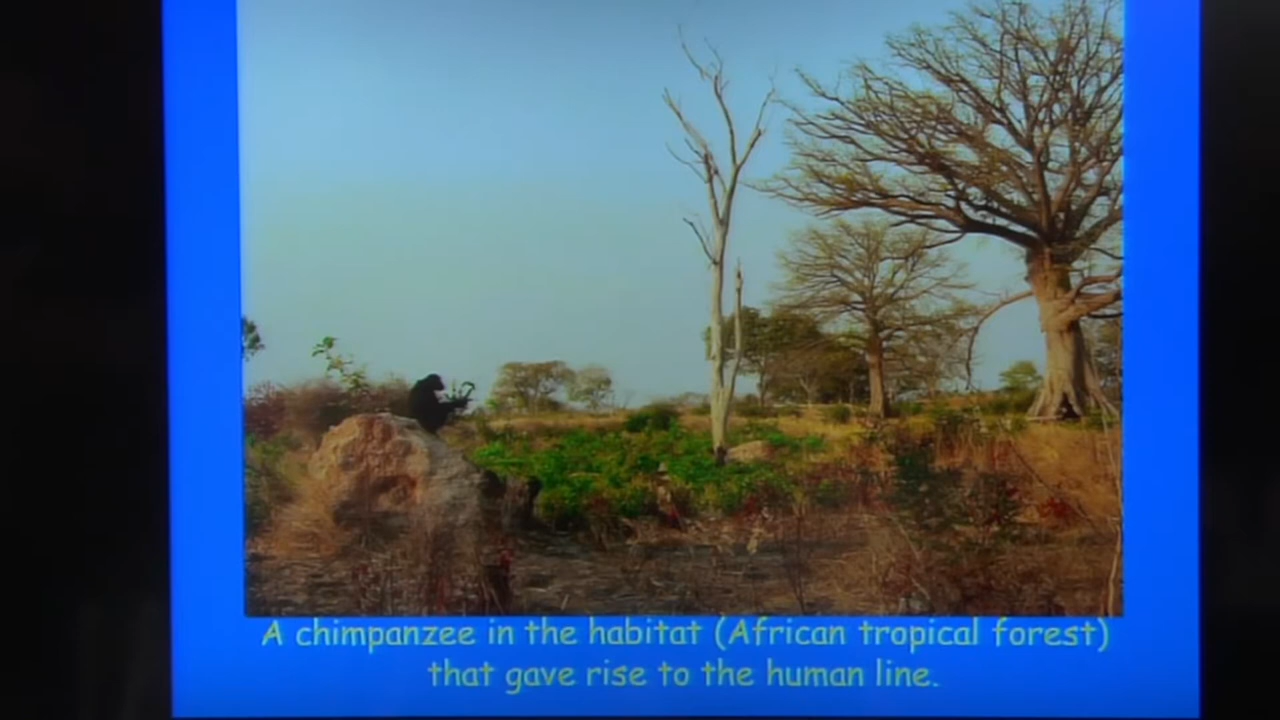 A chimpanzee in the habitat (African tropical forest)
that gave rise to the human line.